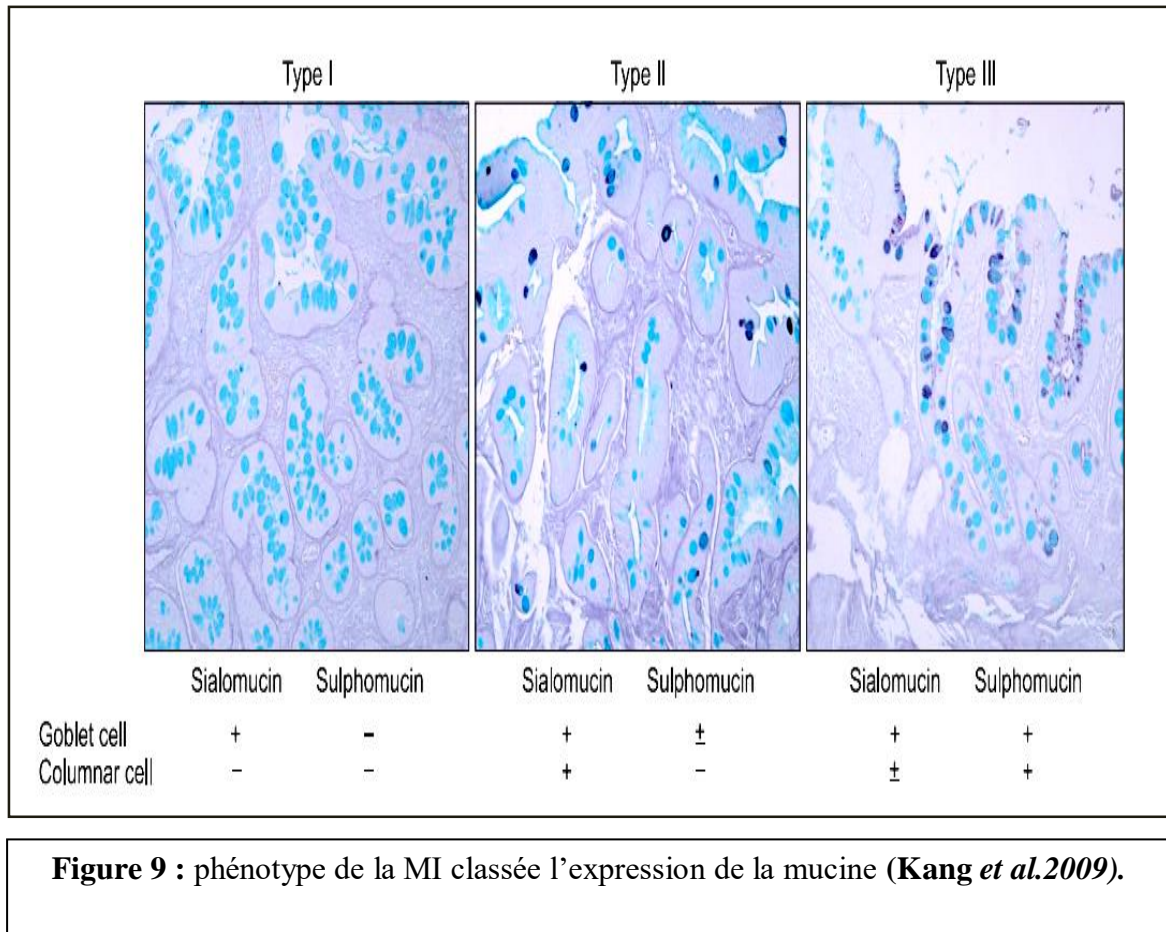 Type I Type II Type III
Sialomucin Sulphomucin Sialomucin Sulphomucin Sialomucin Sulphomucin
Goblet cell + - + ± + +
Columnar cell - - + - ± +
Figure 9 : phénotype de la MI classée l’expression de la mucine (Kang et al.2009).